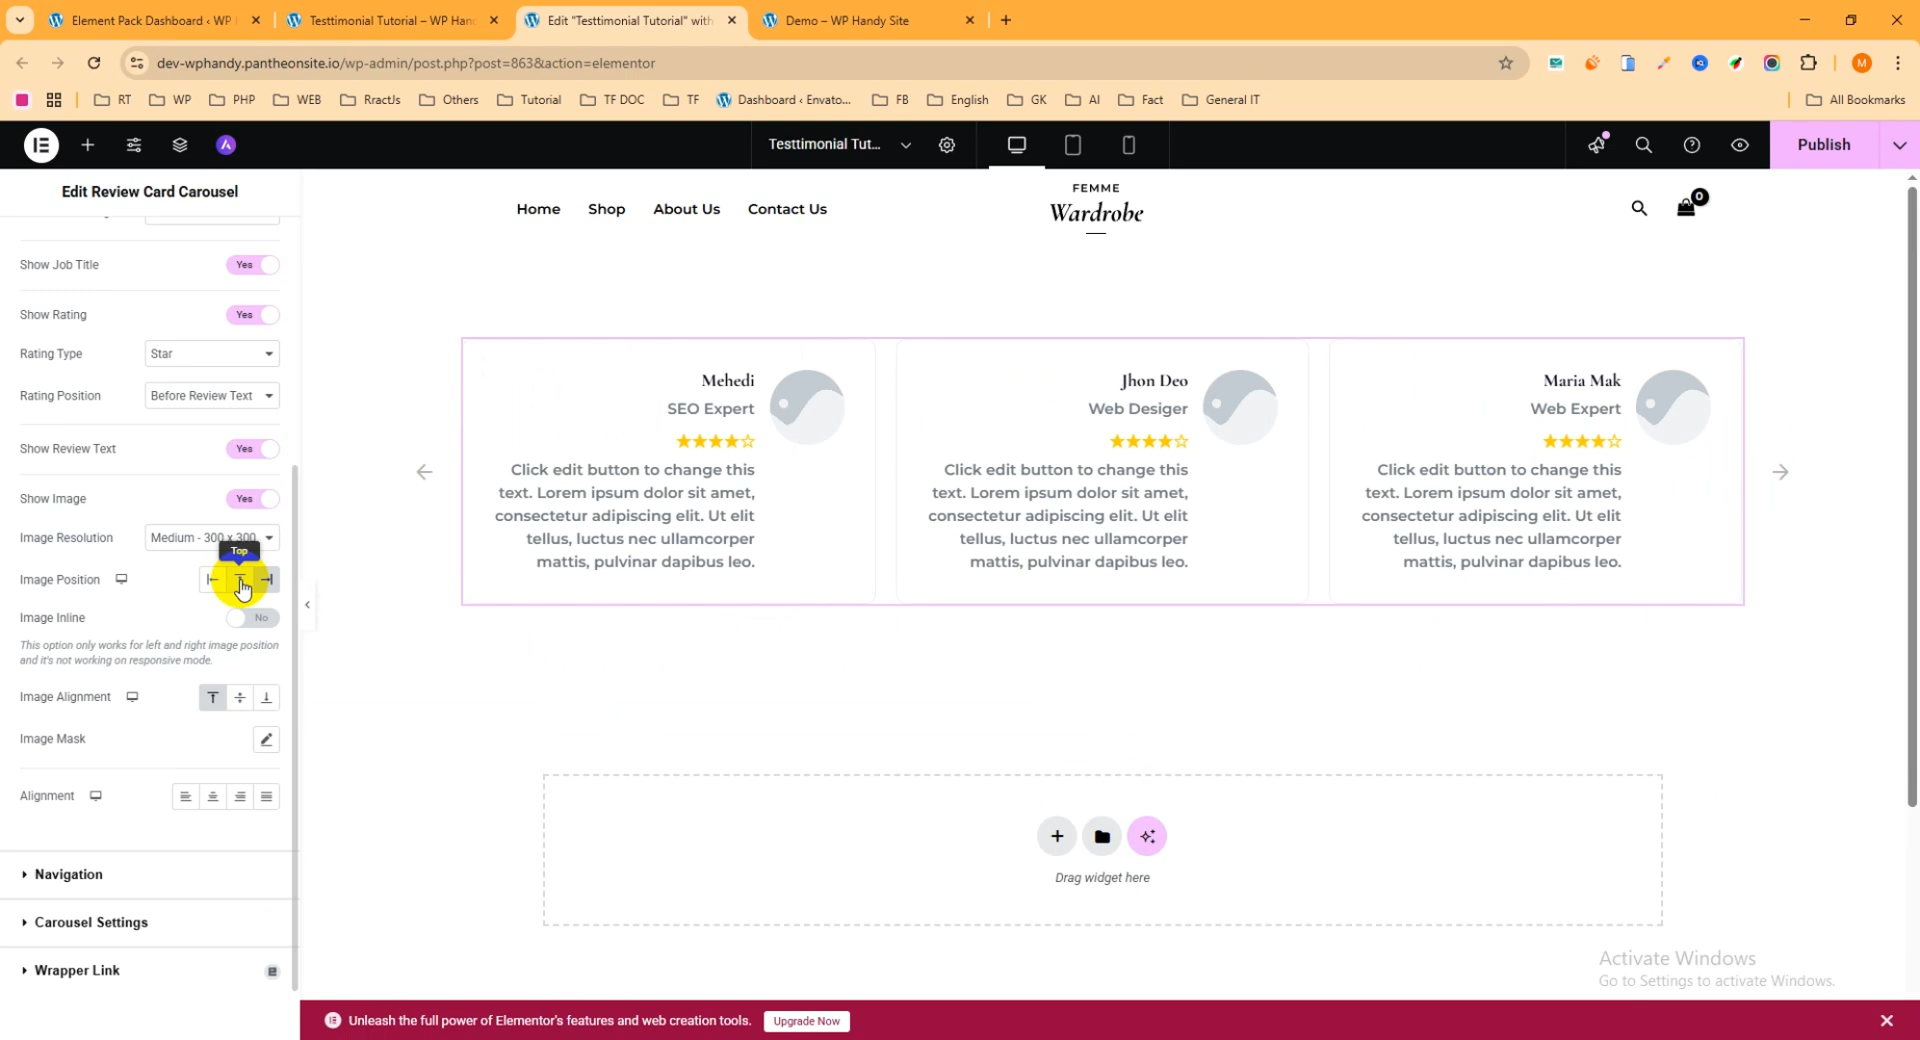 Element Pack Dashboard ‹ WP
Testtimonial Tutorial – WP Han
Edit "Testtimonial Tutorial" with
Demo – WP Handy Site
dev-wphandy.pantheonsite.io/wp-admin/post.php?post=863&action=elementor
M
RT
WP
PHP
WEB
RractJs
Others
Tutorial
TF DOC
TF
Dashboard ‹ Envato...
FB
English
GK
AI
Fact
General IT
All Bookmarks
Testtimonial Tut...
Publish
Edit Review Card Carousel
Show Job Title
Yes
Show Rating
Yes
Rating Type
Star
Rating Position
Before Review Text
Show Review Text
Yes
Show Image
Yes
Image Resolution
Medium - 300 x 300
Top
Image Position
Image Inline
No
This option only works for left and right image position
and it's not working on responsive mode.
Image Alignment
Image Mask
Alignment
Navigation
Carousel Settings
Wrapper Link
Home
Shop
About Us
Contact Us
FEMME
Wardrobe
0
Mehedi
SEO Expert
Click edit button to change this
text. Lorem ipsum dolor sit amet,
consectetur adipiscing elit. Ut elit
tellus, luctus nec ullamcorper
mattis, pulvinar dapibus leo.
Jhon Deo
Web Desiger
Click edit button to change this
text. Lorem ipsum dolor sit amet,
consectetur adipiscing elit. Ut elit
tellus, luctus nec ullamcorper
mattis, pulvinar dapibus leo.
Maria Mak
Web Expert
Click edit button to change this
text. Lorem ipsum dolor sit amet,
consectetur adipiscing elit. Ut elit
tellus, luctus nec ullamcorper
mattis, pulvinar dapibus leo.
Drag widget here
Activate Windows
Go to Settings to activate Windows.
Unleash the full power of Elementor's features and web creation tools.
Upgrade Now